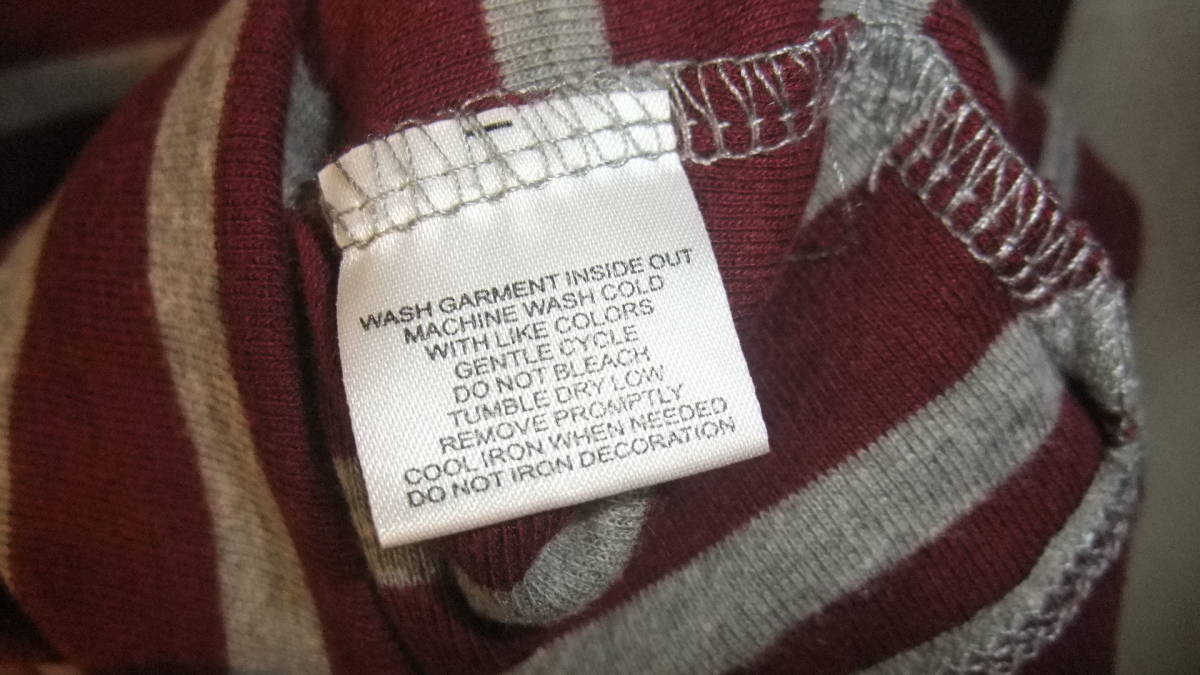 WASH GARMENT INSIDE OUT
MACHINE WASH COLD
WITH LIKE COLORS
GENTLE CYCLE
DO NOT BLEACH
TUMBLE DRY LOW
REMOVE PROMPTLY
COOL IRON WHEN NEEDED
DO NOT IRON DECORATION